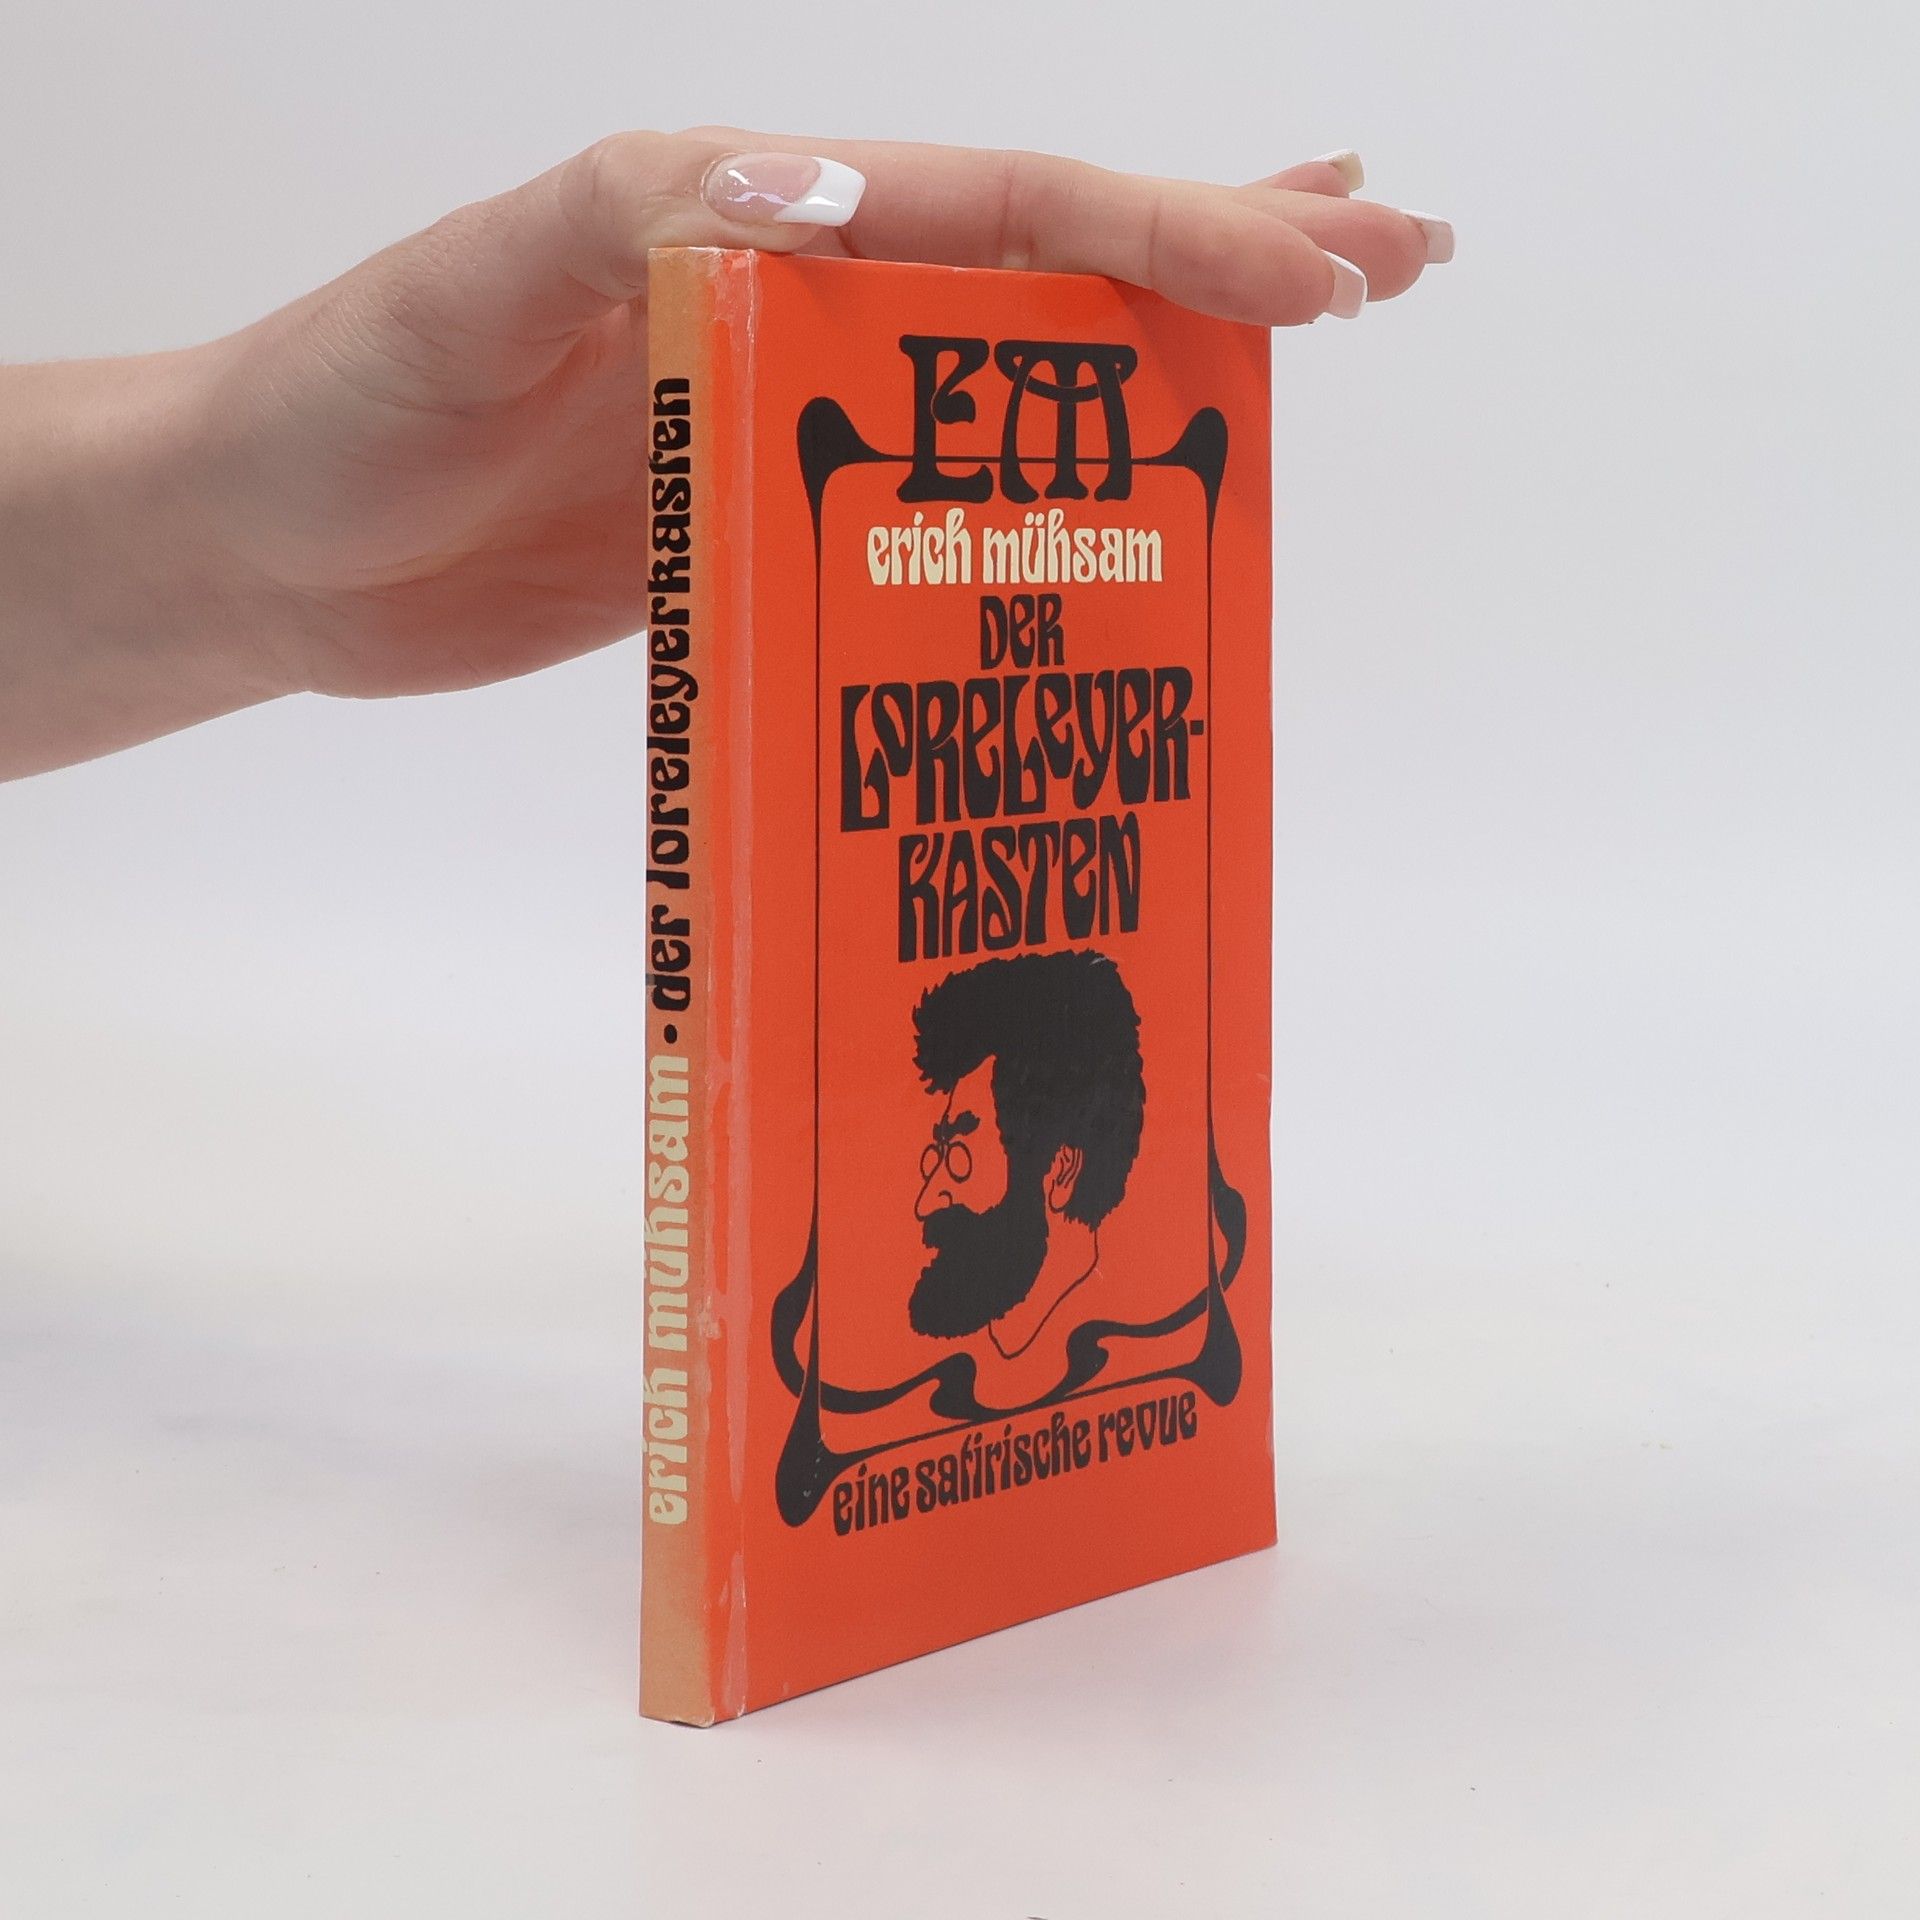 EM
erich mühsam
DER
LORELEYER-
KASTEN
eine satirische revue
erich mühsam • der loreleyerkasten